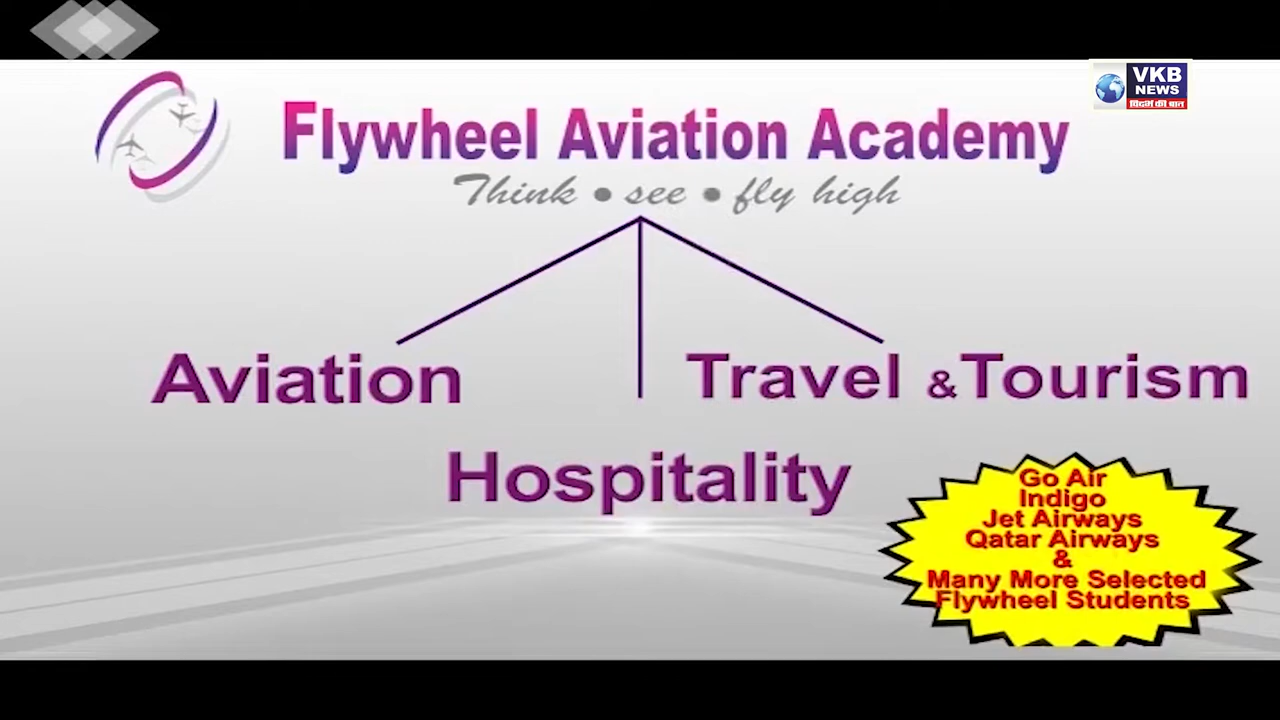 VKB
NEWS
विदर्भ की बात
Flywheel Aviation Academy
Think • see • fly high
Aviation
Travel & Tourism
Hospitality
Go Air
Indigo
Jet Airways
Qatar Airways
&
Many More Selected
Flywheel Students